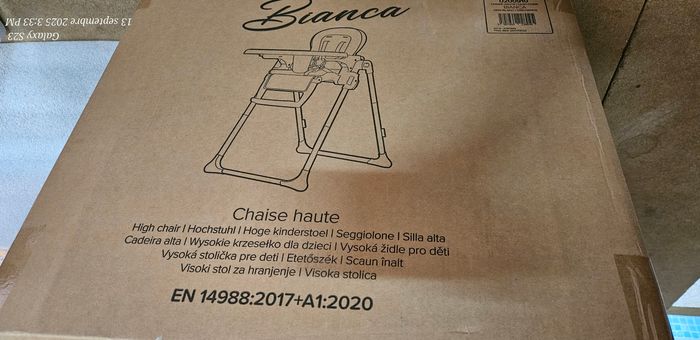 Bianca
BIANCA
Chaise haute
High chair | Hochstuhl | Hoge kinderstoel | Seggiolone | Silla alta
Cadeira alta | Wysokie krzesełko dla dzieci | Vysoká židle pro děti
Vysoká stolička pre deti | Etetőszék | Scaun înalt
Visoki stol za hranjenje | Visoka stolica
EN 14988:2017+A1:2020
Galaxy S23
13 septembre 2025 3:33 PM